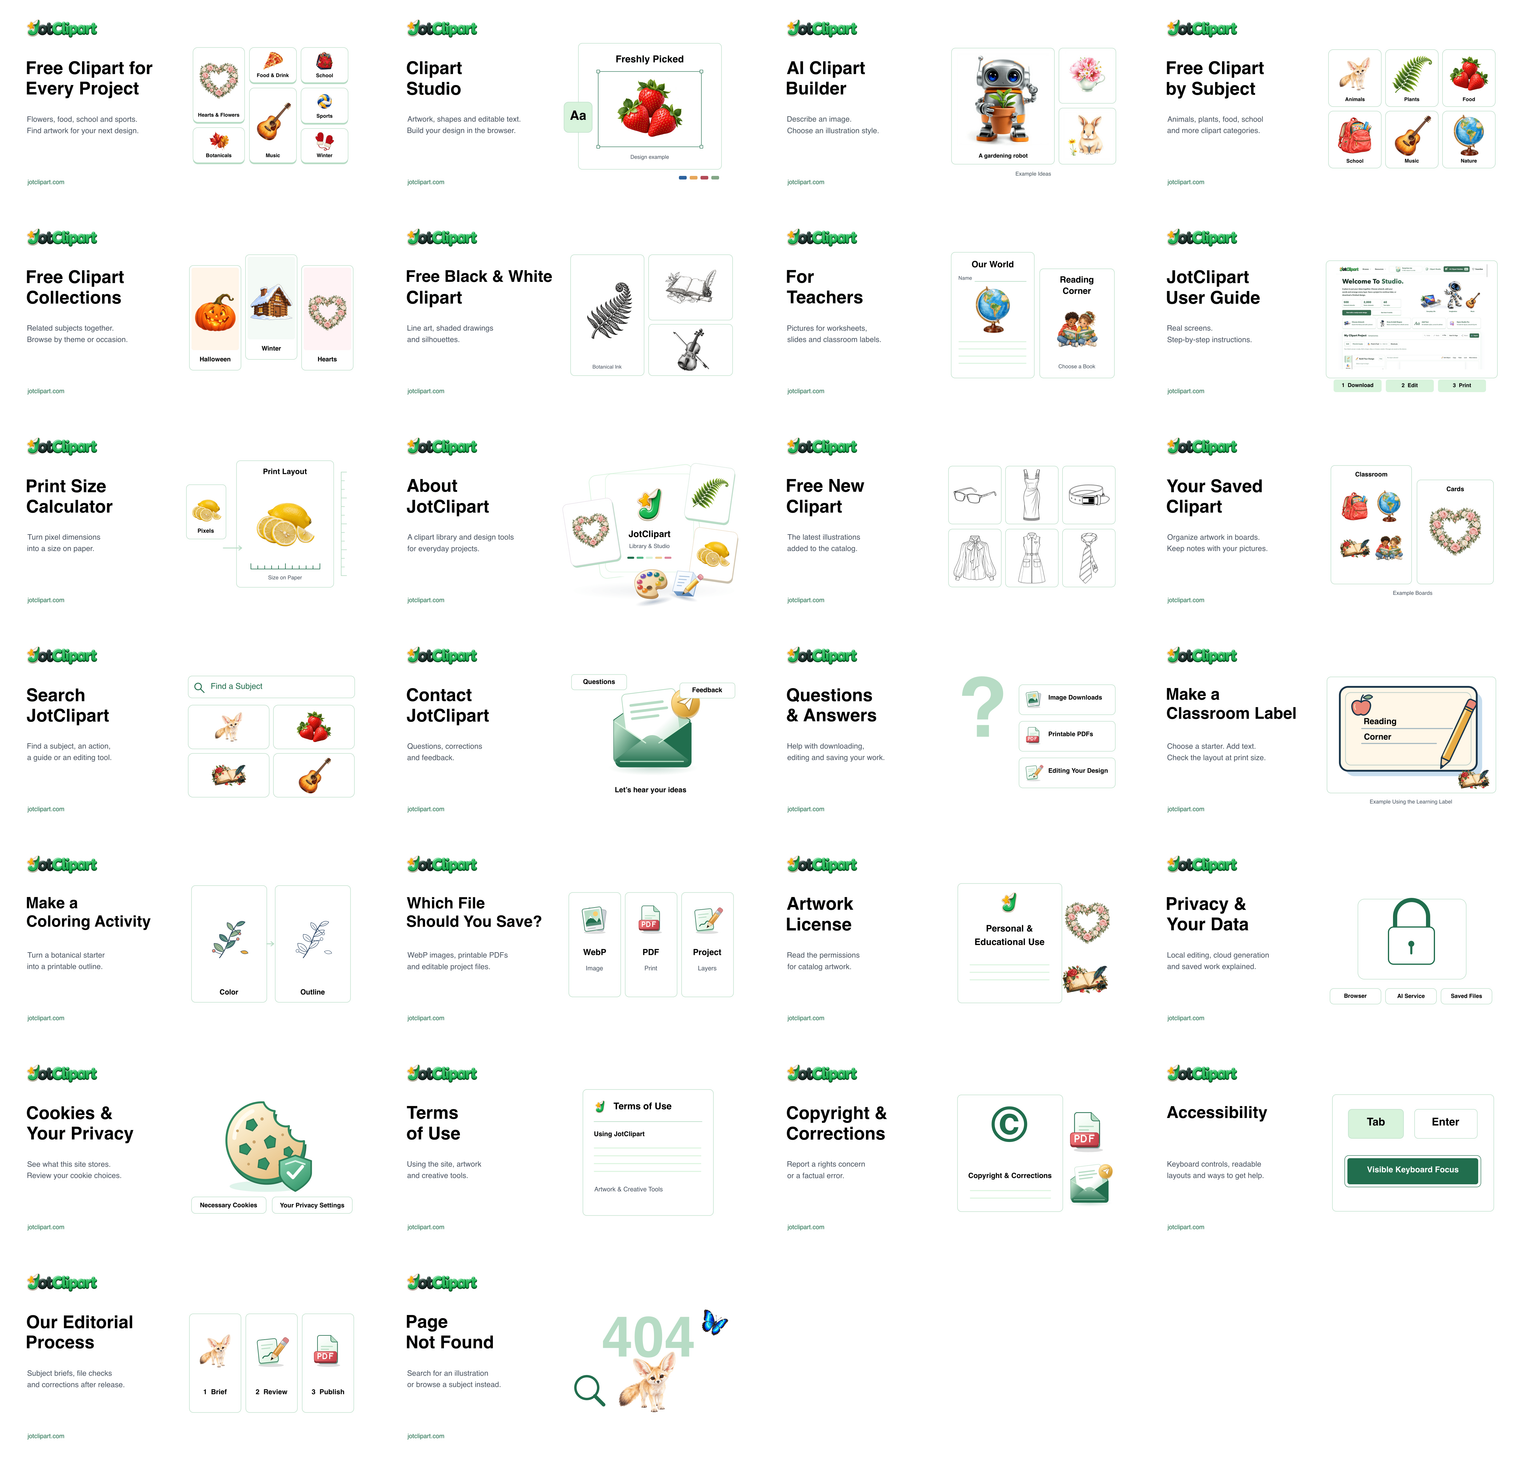 JotClipart
Free Clipart for
Every Project
Flowers, food, school and sports.
Find artwork for your next design.
jotclipart.com
Hearts & Flowers
Food & Drink
School
Sports
Botanicals
Music
Winter
JotClipart
Clipart
Studio
Artwork, shapes and editable text.
Build your design in the browser.
jotclipart.com
Freshly Picked
Aa
Design example
JotClipart
AI Clipart
Builder
Describe an image.
Choose an illustration style.
jotclipart.com
A gardening robot
Example Ideas
JotClipart
Free Clipart
by Subject
Animals, plants, food, school
and more clipart categories.
jotclipart.com
Animals
Plants
Food
School
Music
Nature
JotClipart
Free Clipart
Collections
Related subjects together.
Browse by theme or occasion.
jotclipart.com
Halloween
Winter
Hearts
JotClipart
Free Black & White
Clipart
Line art, shaded drawings
and silhouettes.
jotclipart.com
Botanical Ink
JotClipart
For
Teachers
Pictures for worksheets,
slides and classroom labels.
jotclipart.com
Our World
Name
Reading
Corner
Choose a Book
JotClipart
JotClipart
User Guide
Real screens.
Step-by-step instructions.
jotclipart.com
Welcome To Studio.
My Clipart Project
1 Download
2 Edit
3 Print
JotClipart
Print Size
Calculator
Turn pixel dimensions
into a size on paper.
jotclipart.com
Pixels
Print Layout
Size on Paper
JotClipart
About
JotClipart
A clipart library and design tools
for everyday projects.
jotclipart.com
JotClipart
Library & Studio
JotClipart
Free New
Clipart
The latest illustrations
added to the catalog.
jotclipart.com
JotClipart
Your Saved
Clipart
Organize artwork in boards.
Keep notes with your pictures.
jotclipart.com
Classroom
Cards
Example Boards
JotClipart
Search
JotClipart
Find a subject, an action,
a guide or an editing tool.
jotclipart.com
Find a Subject
JotClipart
Contact
JotClipart
Questions, corrections
and feedback.
jotclipart.com
Questions
Feedback
Let's hear your ideas
JotClipart
Questions
& Answers
Help with downloading,
editing and saving your work.
jotclipart.com
?
Image Downloads
PDF
Printable PDFs
Editing Your Design
JotClipart
Make a
Classroom Label
Choose a starter. Add text.
Check the layout at print size.
jotclipart.com
Reading
Corner
Example Using the Learning Label
JotClipart
Make a
Coloring Activity
Turn a botanical starter
into a printable outline.
jotclipart.com
Color
Outline
JotClipart
Which File
Should You Save?
WebP images, printable PDFs
and editable project files.
jotclipart.com
WebP
Image
PDF
PDF
Print
Project
Layers
JotClipart
Artwork
License
Read the permissions
for catalog artwork.
jotclipart.com
Personal &
Educational Use
JotClipart
Privacy &
Your Data
Local editing, cloud generation
and saved work explained.
jotclipart.com
Browser
AI Service
Saved Files
JotClipart
Cookies &
Your Privacy
See what this site stores.
Review your cookie choices.
jotclipart.com
Necessary Cookies
Your Privacy Settings
JotClipart
Terms
of Use
Using the site, artwork
and creative tools.
jotclipart.com
Terms of Use
Using JotClipart
Artwork & Creative Tools
JotClipart
Copyright &
Corrections
Report a rights concern
or a factual error.
jotclipart.com
©
Copyright & Corrections
PDF
JotClipart
Accessibility
Keyboard controls, readable
layouts and ways to get help.
jotclipart.com
Tab
Enter
Visible Keyboard Focus
JotClipart
Our Editorial
Process
Subject briefs, file checks
and corrections after release.
jotclipart.com
1 Brief
2 Review
PDF
3 Publish
JotClipart
Page
Not Found
Search for an illustration
or browse a subject instead.
jotclipart.com
404